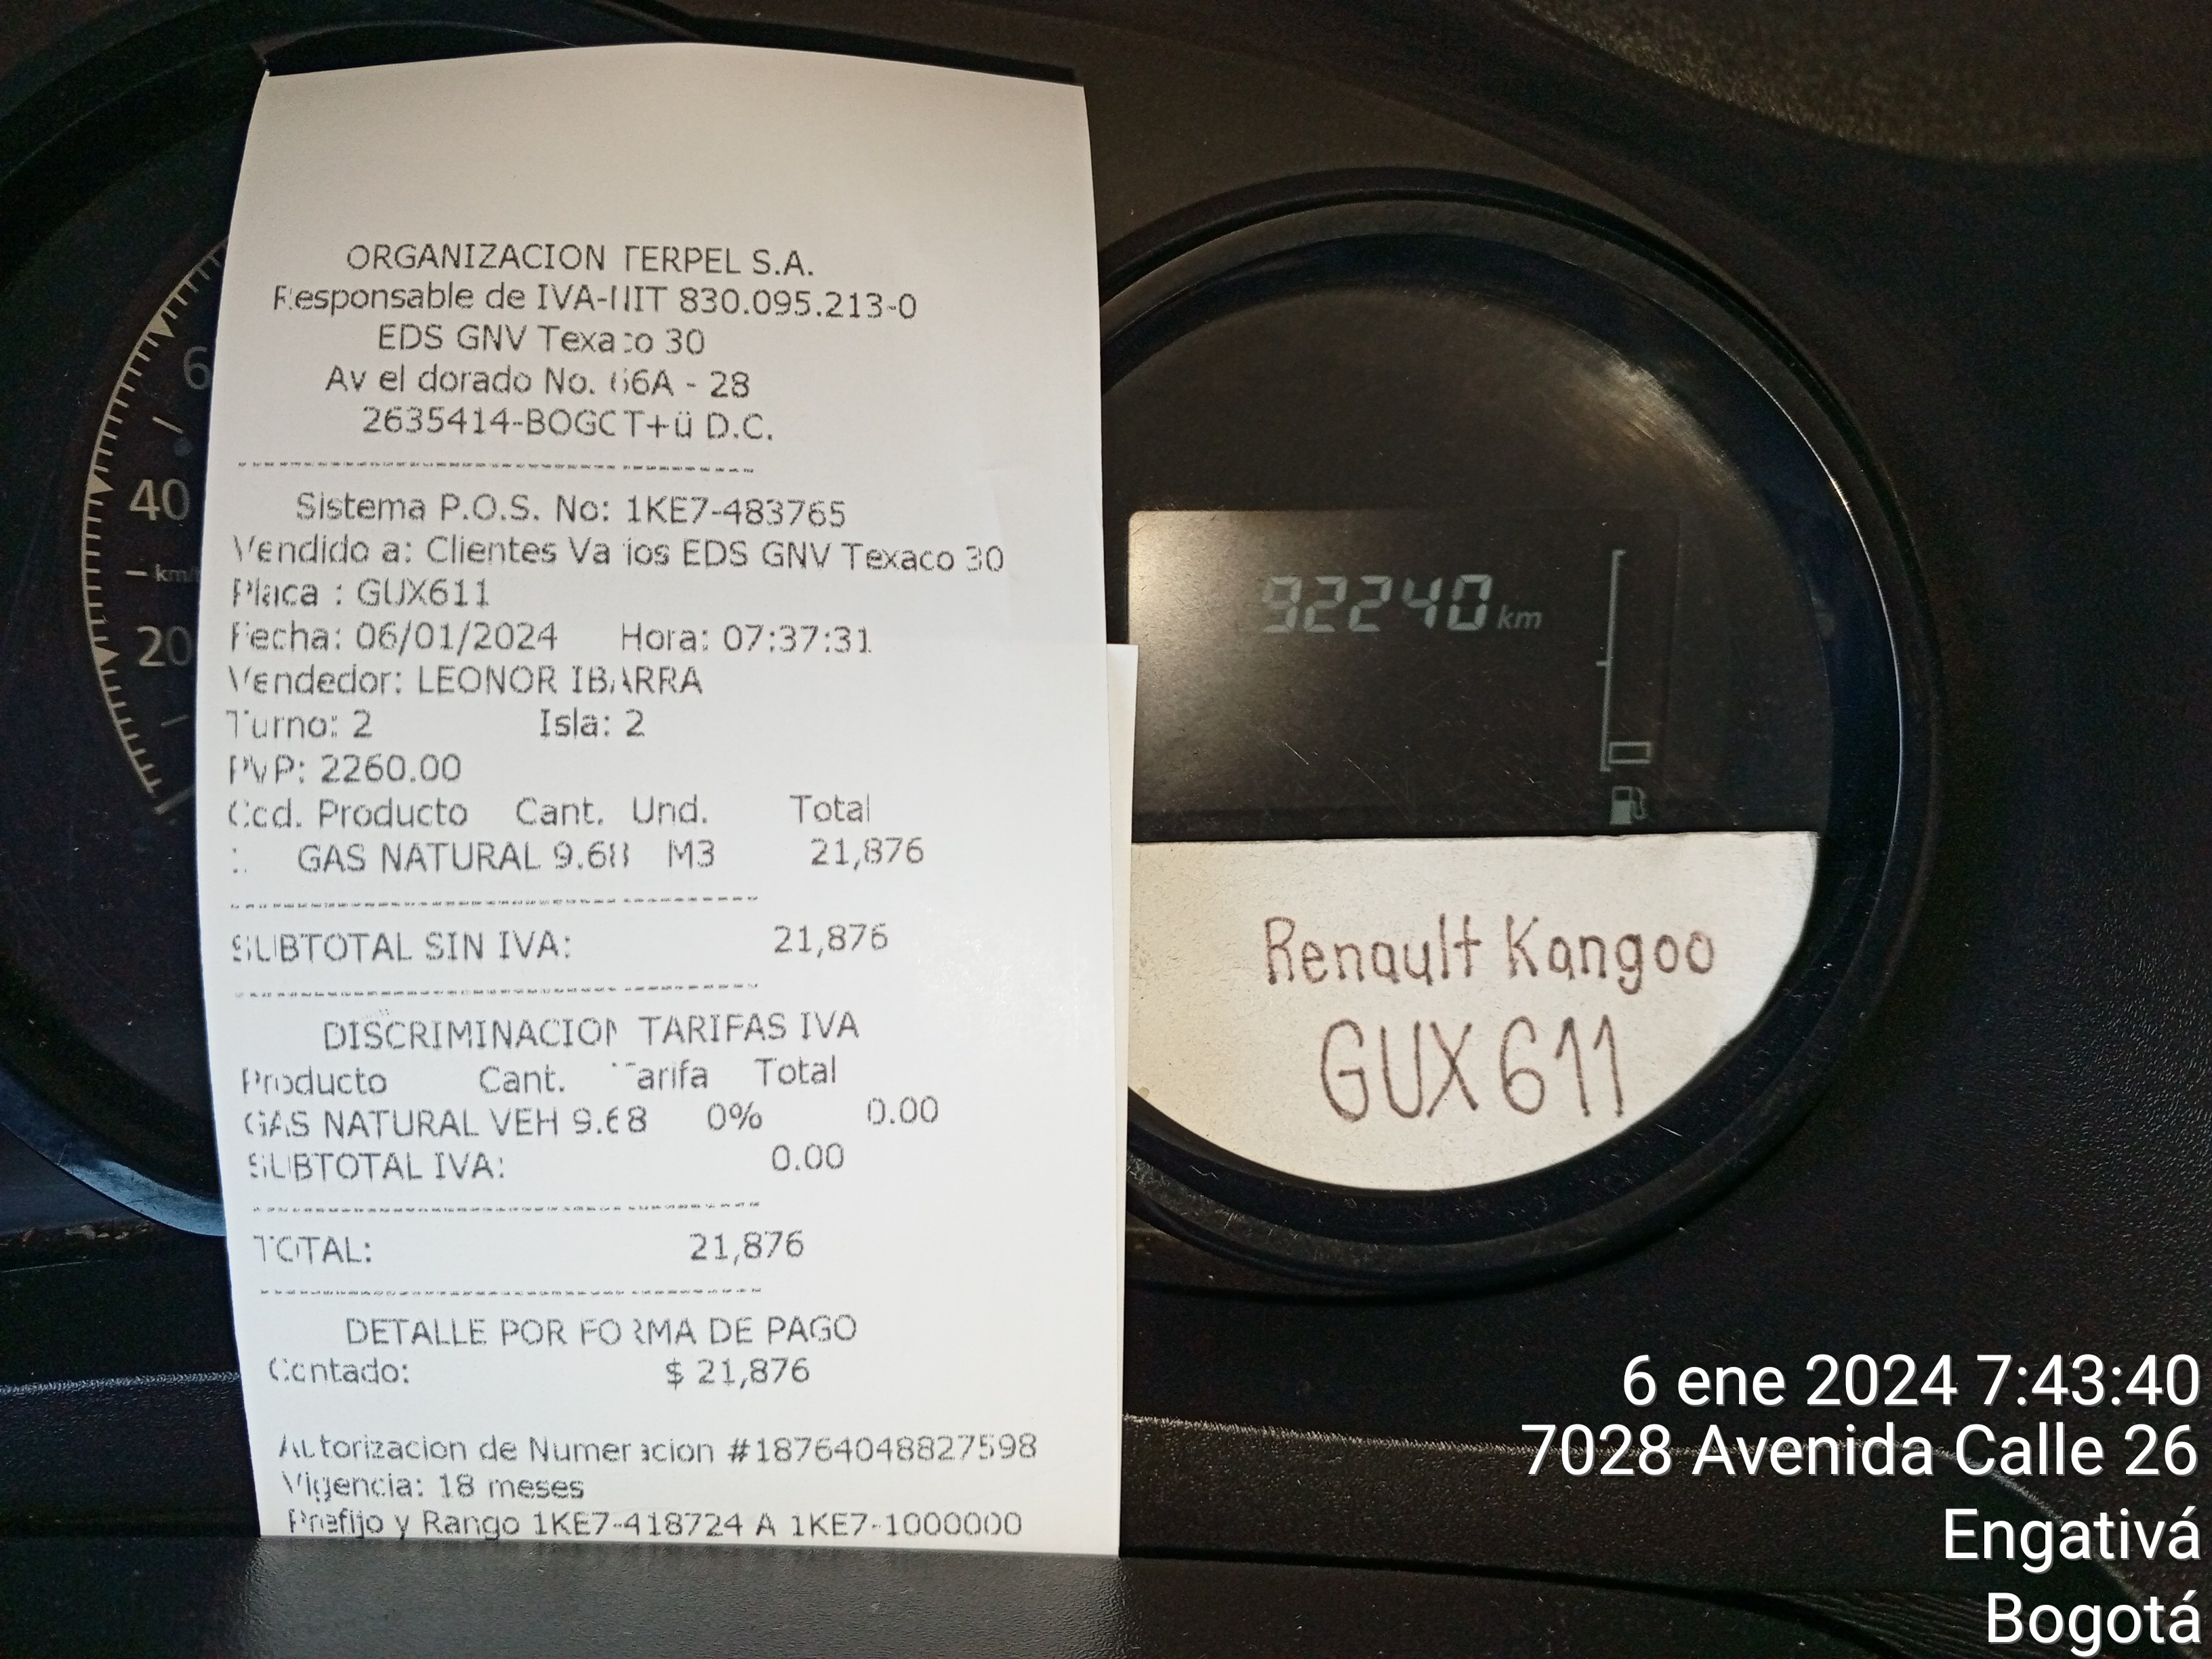 ORGANIZACION TERPEL S.A.
Responsable de IVA-NIT 830.095.213-0
EDS GNV Texaco 30
Av el dorado No. 66A - 28
2635414-BOGOT+ü D.C.
Sistema P.O.S. No: 1KE7-483765
Vendido a: Clientes Varios EDS GNV Texaco 30
Placa : GUX611
Fecha: 06/01/2024 Hora: 07:37:31
Vendedor: LEONOR IBARRA
Turno: 2 Isla: 2
PVP: 2260.00
Cod. Producto Cant. Und. Total
GAS NATURAL 9.68 M3 21,876
SUBTOTAL SIN IVA: 21,876
DISCRIMINACION TARIFAS IVA
Producto Cant. Tarifa Total
GAS NATURAL VEH 9.68 0% 0.00
SUBTOTAL IVA: 0.00
TOTAL: 21,876
DETALLE POR FORMA DE PAGO
Contado: $ 21,876
Autorizacion de Numeracion #18764048827598
Vigencia: 18 meses
Prefijo y Rango 1KE7-418724 A 1KE7-1000000
6
40
km/
20
92240 km
Renault Kangoo
GUX611
6 ene 2024 7:43:40
7028 Avenida Calle 26
Engativá
Bogotá